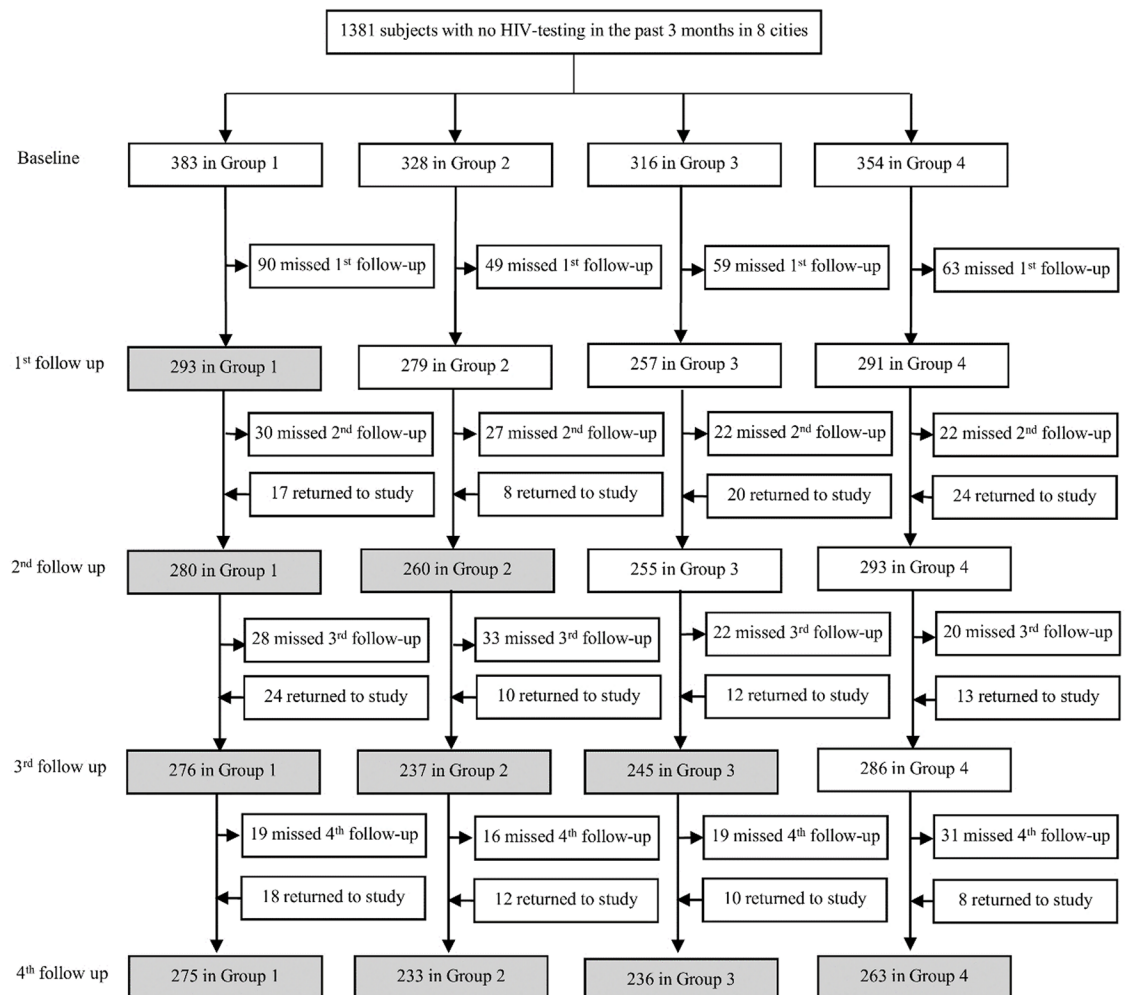 1381 subjects with no HIV-testing in the past 3 months in 8 cities
Baseline
383 in Group 1
328 in Group 2
316 in Group 3
354 in Group 4
90 missed 1st follow-up
49 missed 1st follow-up
59 missed 1st follow-up
63 missed 1st follow-up
1st follow up
293 in Group 1
279 in Group 2
257 in Group 3
291 in Group 4
30 missed 2nd follow-up
27 missed 2nd follow-up
22 missed 2nd follow-up
22 missed 2nd follow-up
17 returned to study
8 returned to study
20 returned to study
24 returned to study
2nd follow up
280 in Group 1
260 in Group 2
255 in Group 3
293 in Group 4
28 missed 3rd follow-up
33 missed 3rd follow-up
22 missed 3rd follow-up
20 missed 3rd follow-up
24 returned to study
10 returned to study
12 returned to study
13 returned to study
3rd follow up
276 in Group 1
237 in Group 2
245 in Group 3
286 in Group 4
19 missed 4th follow-up
16 missed 4th follow-up
19 missed 4th follow-up
31 missed 4th follow-up
18 returned to study
12 returned to study
10 returned to study
8 returned to study
4th follow up
275 in Group 1
233 in Group 2
236 in Group 3
263 in Group 4